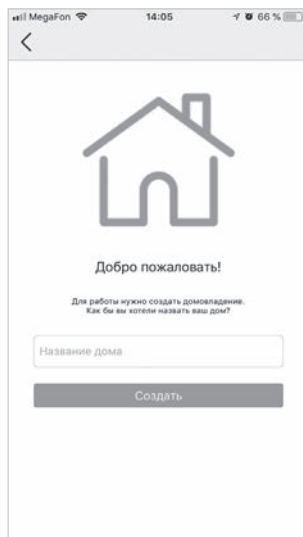 MegaFon 14:05 66 %
Добро пожаловать!
Для работы нужно создать домовладение.
Как бы вы хотели назвать ваш дом?
Название дома
Создать